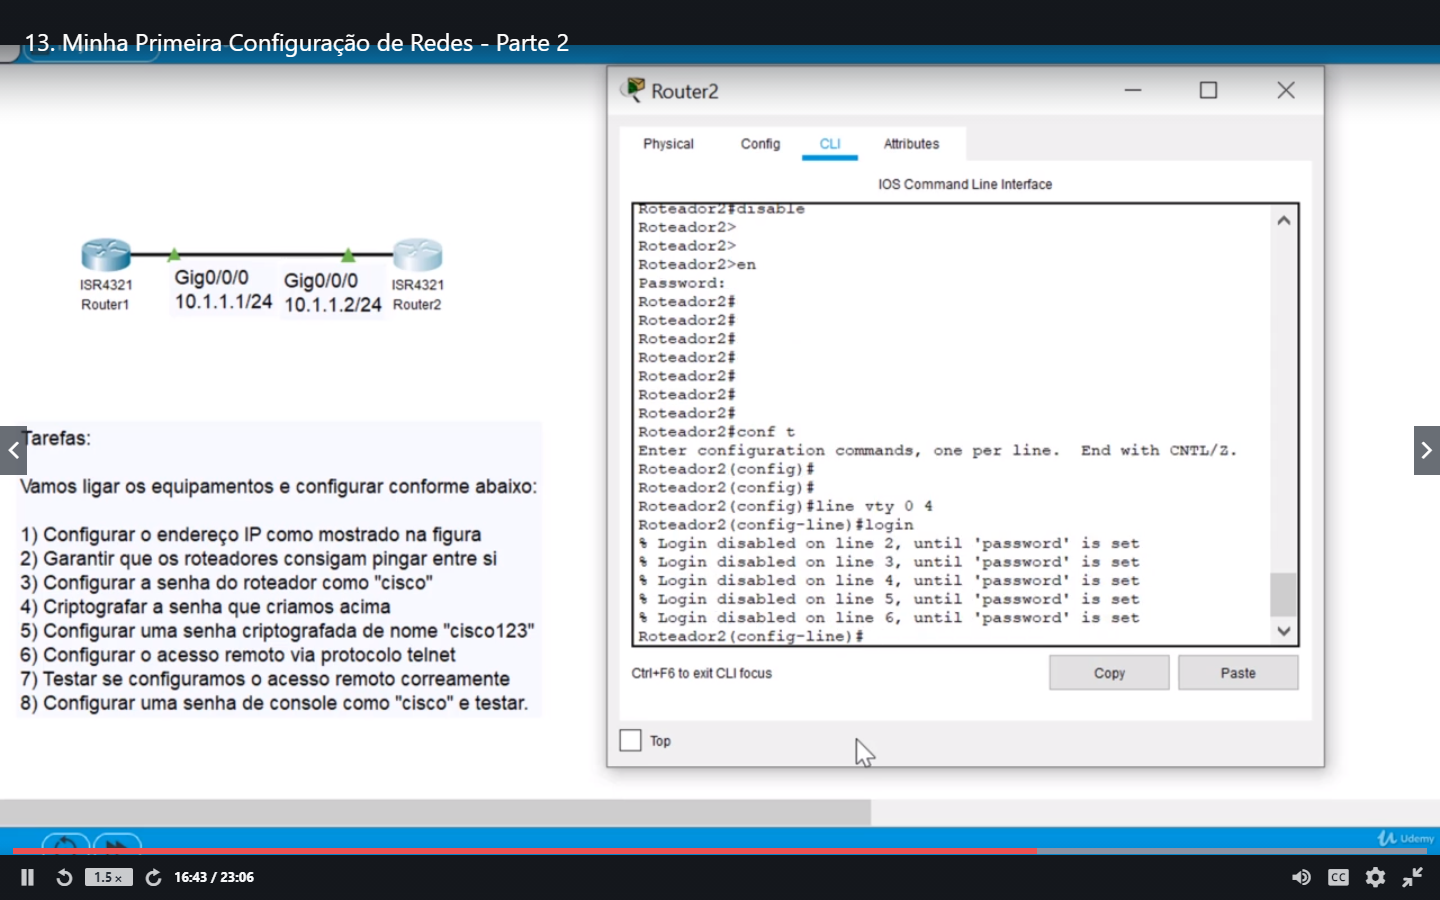 13. Minha Primeira Configuração de Redes - Parte 2
Router2
Physical
Config
CLI
Attributes
IOS Command Line Interface
Roteador2#disable
Roteador2>
Roteador2>
Roteador2>en
Password:
Roteador2#
Roteador2#
Roteador2#
Roteador2#
Roteador2#
Roteador2#
Roteador2#
Roteador2#conf t
Enter configuration commands, one per line.  End with CNTL/Z.
Roteador2(config)#
Roteador2(config)#
Roteador2(config)#line vty 0 4
Roteador2(config-line)#login
% Login disabled on line 2, until 'password' is set
% Login disabled on line 3, until 'password' is set
% Login disabled on line 4, until 'password' is set
% Login disabled on line 5, until 'password' is set
% Login disabled on line 6, until 'password' is set
Roteador2(config-line)#
Ctrl+F6 to exit CLI focus
Copy
Paste
Top
ISR4321
Router1
Gig0/0/0
10.1.1.1/24
Gig0/0/0
10.1.1.2/24
ISR4321
Router2
Tarefas:
Vamos ligar os equipamentos e configurar conforme abaixo:
1) Configurar o endereço IP como mostrado na figura
2) Garantir que os roteadores consigam pingar entre si
3) Configurar a senha do roteador como "cisco"
4) Criptografar a senha que criamos acima
5) Configurar uma senha criptografada de nome "cisco123"
6) Configurar o acesso remoto via protocolo telnet
7) Testar se configuramos o acesso remoto correamente
8) Configurar uma senha de console como "cisco" e testar.
Udemy
1.5 x
16:43 / 23:06
CC